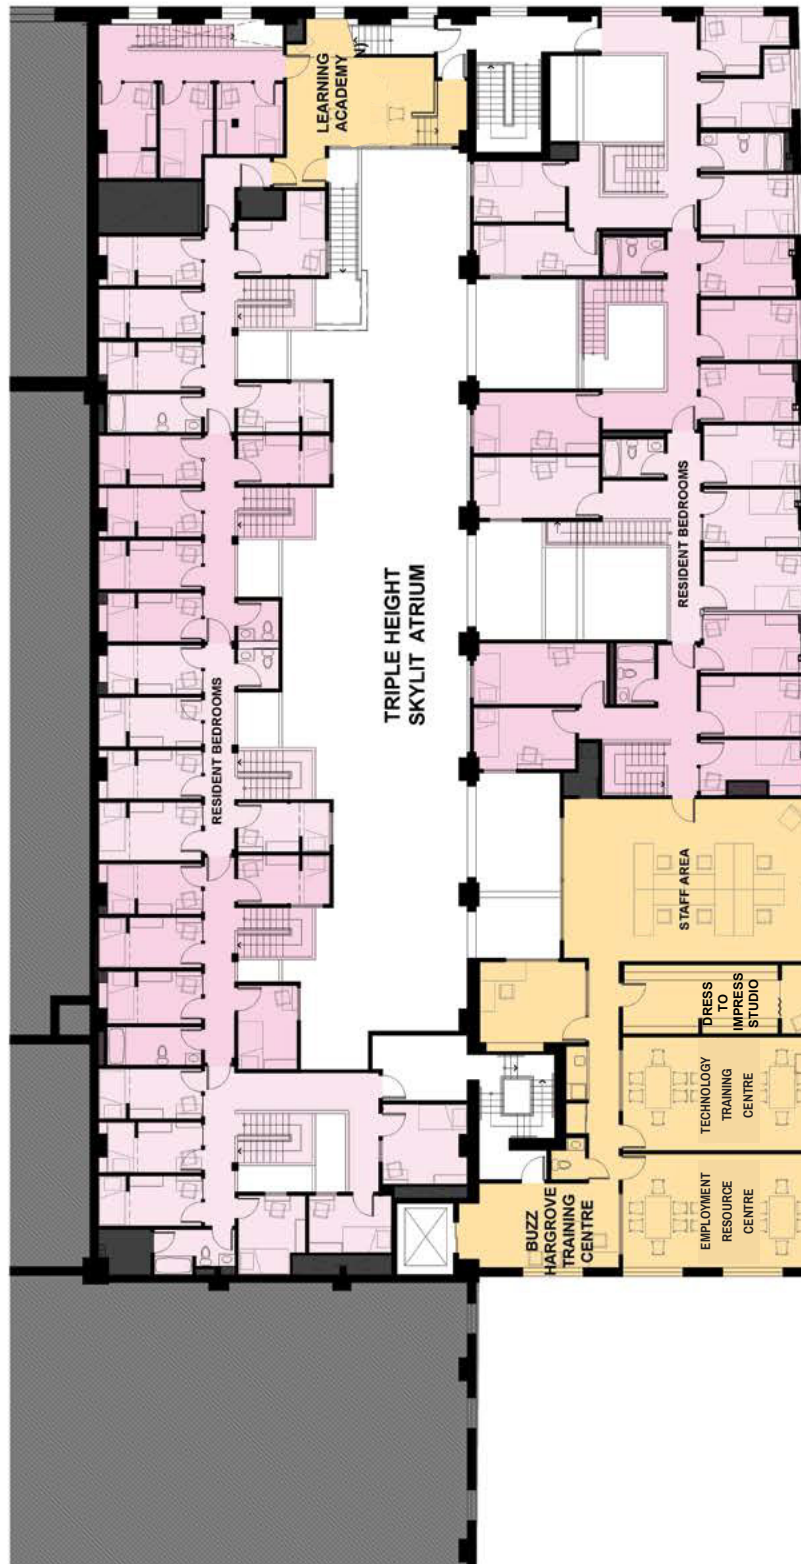 LEARNING
ACADEMY
N)
TRIPLE HEIGHT
SKYLIT ATRIUM
RESIDENT BEDROOMS
RESIDENT BEDROOMS
STAFF AREA
DRESS
TO
IMPRESS
STUDIO
TECHNOLOGY
TRAINING
CENTRE
EMPLOYMENT
RESOURCE
CENTRE
BUZZ
HARGROVE
TRAINING
CENTRE